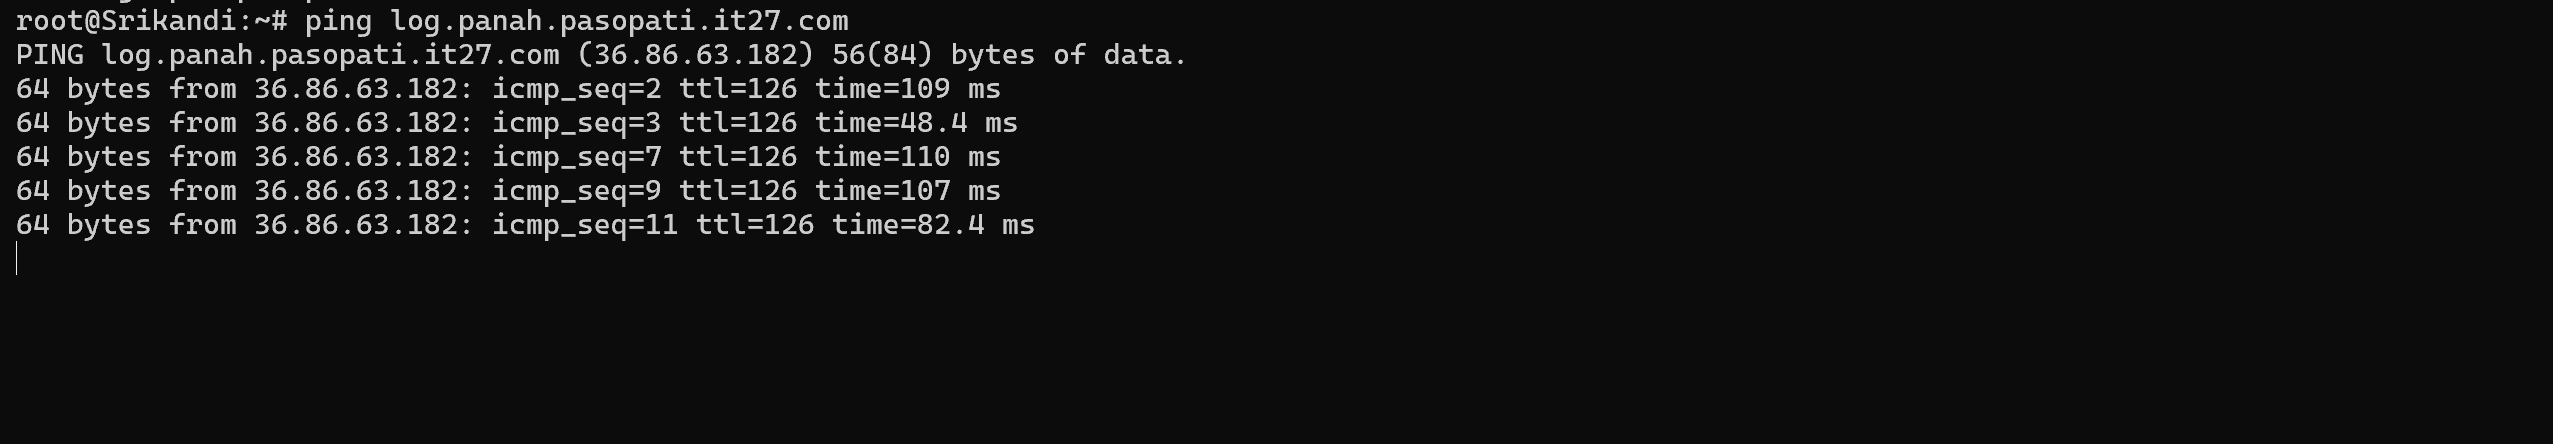 root@Srikandi:~# ping log.panah.pasopati.it27.com
PING log.panah.pasopati.it27.com (36.86.63.182) 56(84) bytes of data.
64 bytes from 36.86.63.182: icmp_seq=2 ttl=126 time=109 ms
64 bytes from 36.86.63.182: icmp_seq=3 ttl=126 time=48.4 ms
64 bytes from 36.86.63.182: icmp_seq=7 ttl=126 time=110 ms
64 bytes from 36.86.63.182: icmp_seq=9 ttl=126 time=107 ms
64 bytes from 36.86.63.182: icmp_seq=11 ttl=126 time=82.4 ms